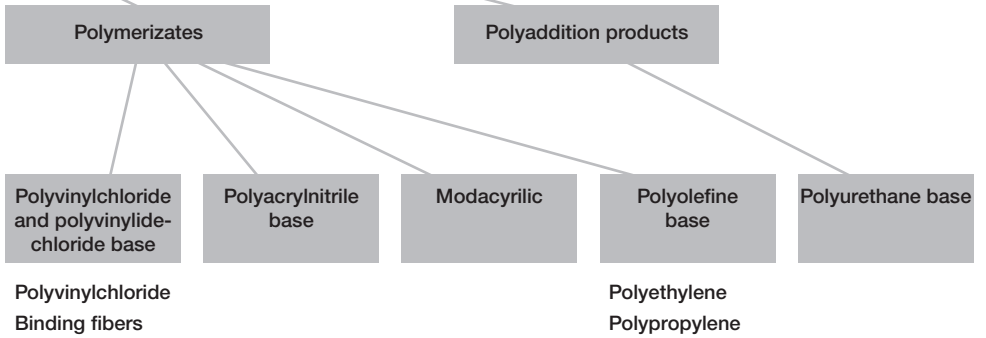 Polymerizates
Polyaddition products
Polyvinylchloride
and polyvinylide-
chloride base
Polyacrylnitrile
base
Modacyrilic
Polyolefine
base
Polyurethane base
Polyvinylchloride
Binding fibers
Polyethylene
Polypropylene